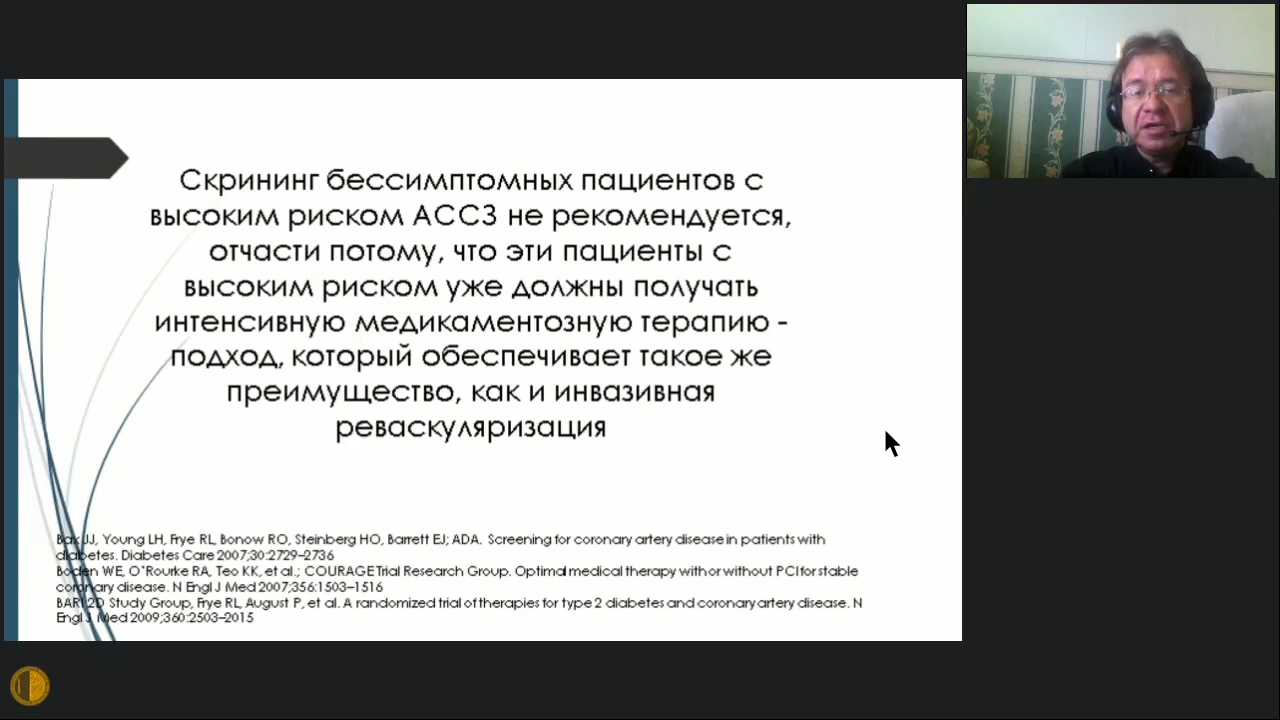 Скрининг бессимптомных пациентов с
высоким риском АССЗ не рекомендуется,
отчасти потому, что эти пациенты с
высоким риском уже должны получать
интенсивную медикаментозную терапию -
подход, который обеспечивает такое же
преимущество, как и инвазивная
реваскуляризация
Bax JJ, Young LH, Frye RL, Bonow RO, Steinberg HO, Barrett EJ; ADA. Screening for coronary artery disease in patients with
diabetes. Diabetes Care 2007;30:2729–2736
Boden WE, O'Rourke RA, Teo KK, et al.; COURAGE Trial Research Group. Optimal medical therapy with or without PCI for stable
coronary disease. N Engl J Med 2007;356:1503–1516
BARI 2D Study Group, Frye RL, August P, et al. A randomized trial of therapies for type 2 diabetes and coronary artery disease. N
Engl J Med 2009;360:2503–2015